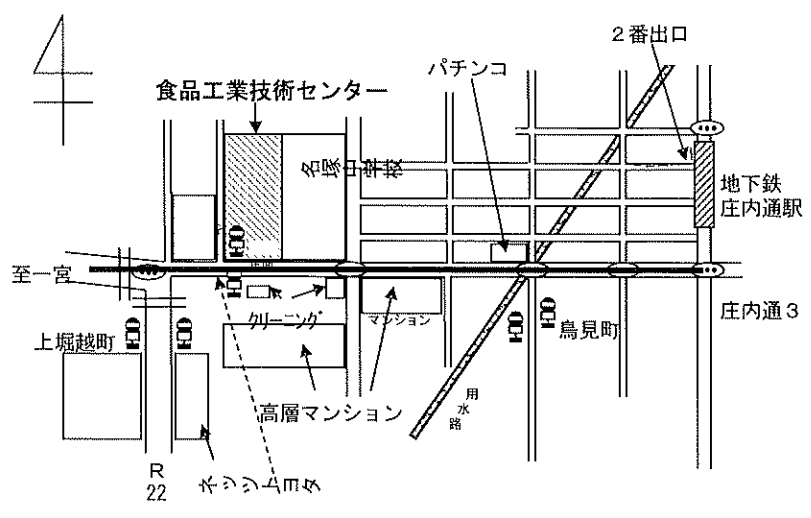 ２番出口
パチンコ
食品工業技術センター
名塚中学校
地下鉄
庄内通駅
至一宮
庄内通３
クリーニング
マンション
上堀越町
鳥見町
高層マンション
用水路
R
22
ネッツトヨタ